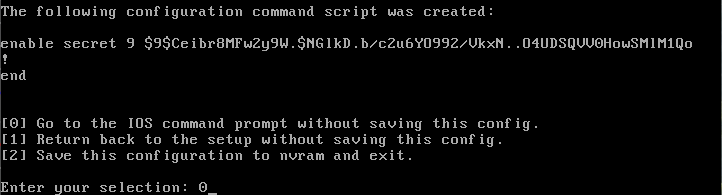 The following configuration command script was created:
enable secret 9 $9$Ceibr8MFw2y9W.$NGlkD.b/c2u6YO992/VkxN..O4UDSQVV0HowSMlM1Qo
!
end
[0] Go to the IOS command prompt without saving this config.
[1] Return back to the setup without saving this config.
[2] Save this configuration to nvram and exit.
Enter your selection: 0_